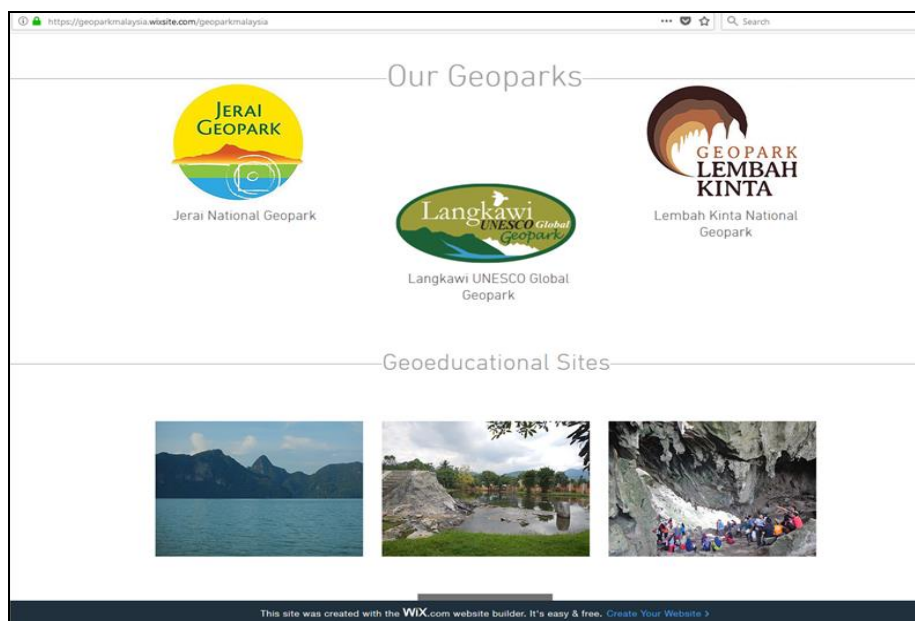 https://geoparkmalaysia.wixsite.com/geoparkmalaysia
Search
Our Geoparks
JERAI
GEOPARK
Jerai National Geopark
Langkawi
UNESCO Global
Geopark
Langkawi UNESCO Global
Geopark
GEOPARK
LEMBAH
KINTA
Lembah Kinta National
Geopark
Geoeducational Sites
This site was created with the WiX.com website builder. It's easy & free. Create Your Website >